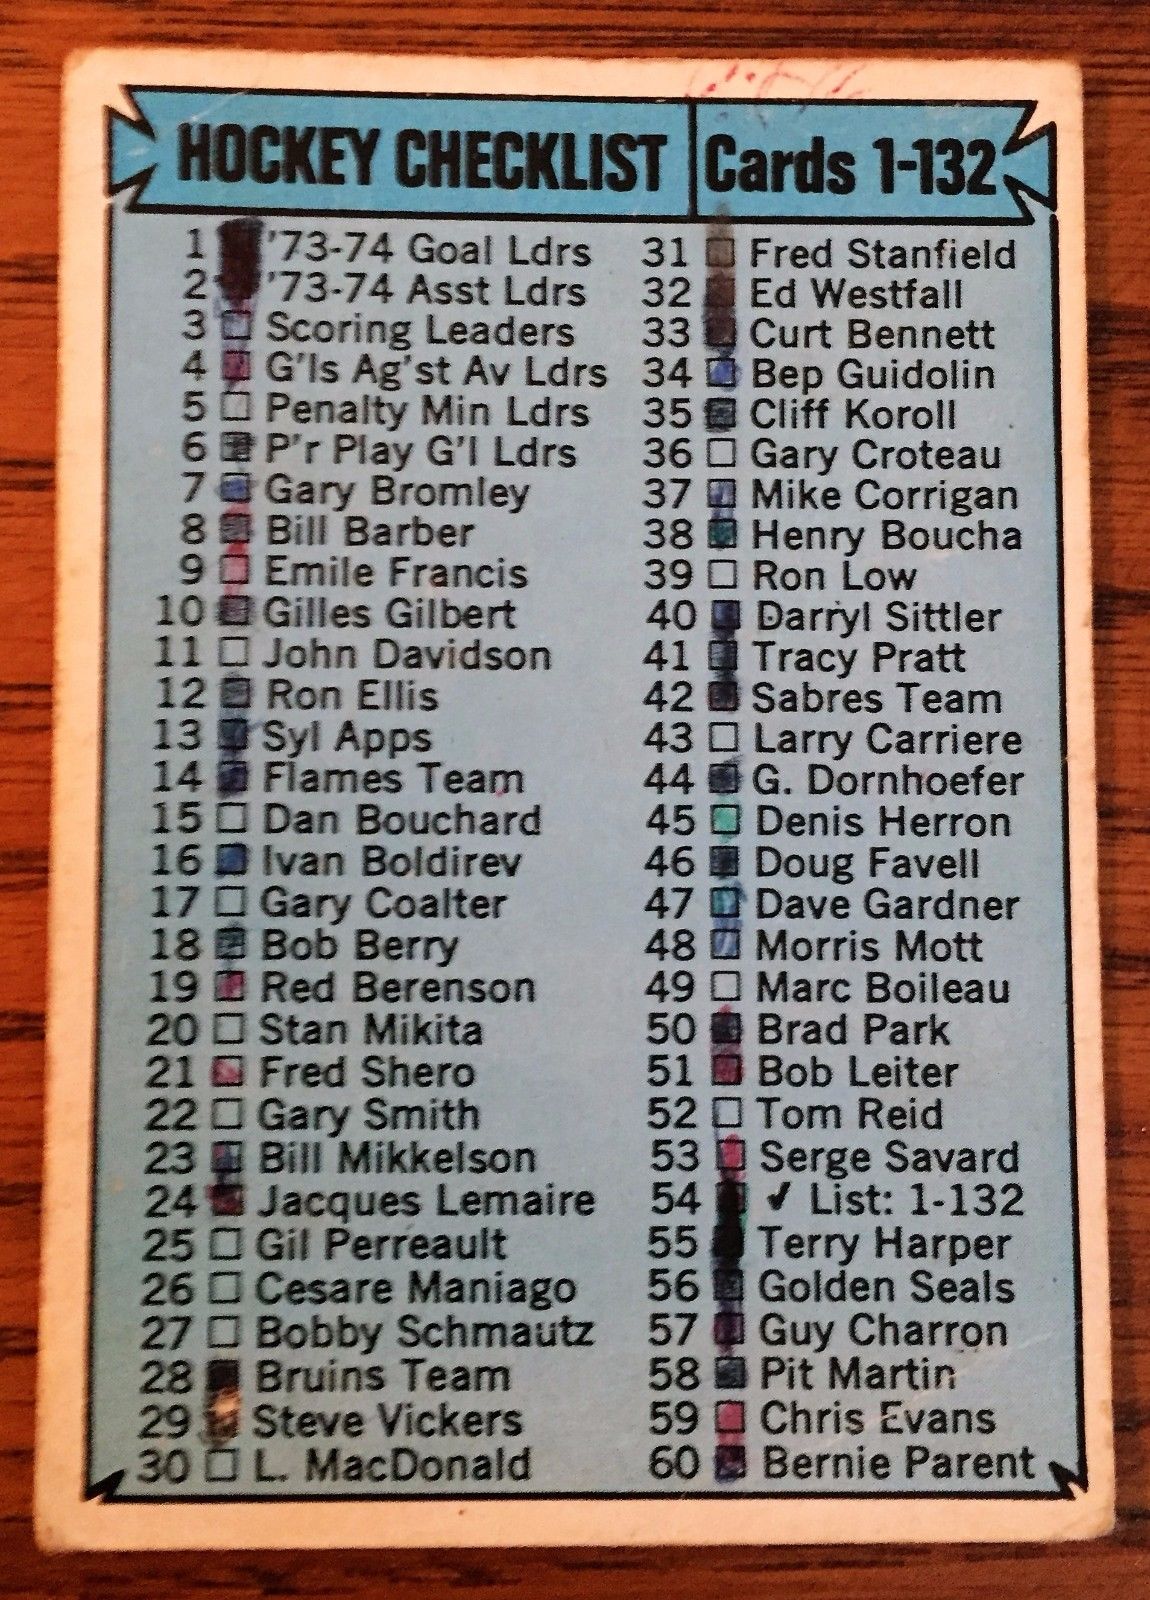 HOCKEY CHECKLIST Cards 1-132
1 '73-74 Goal Ldrs
2 '73-74 Asst Ldrs
3 Scoring Leaders
4 G'ls Ag'st Av Ldrs
5 Penalty Min Ldrs
6 P'r Play G'l Ldrs
7 Gary Bromley
8 Bill Barber
9 Emile Francis
10 Gilles Gilbert
11 John Davidson
12 Ron Ellis
13 Syl Apps
14 Flames Team
15 Dan Bouchard
16 Ivan Boldirev
17 Gary Coalter
18 Bob Berry
19 Red Berenson
20 Stan Mikita
21 Fred Shero
22 Gary Smith
23 Bill Mikkelson
24 Jacques Lemaire
25 Gil Perreault
26 Cesare Maniago
27 Bobby Schmautz
28 Bruins Team
29 Steve Vickers
30 L. MacDonald
31 Fred Stanfield
32 Ed Westfall
33 Curt Bennett
34 Bep Guidolin
35 Cliff Koroll
36 Gary Croteau
37 Mike Corrigan
38 Henry Boucha
39 Ron Low
40 Darryl Sittler
41 Tracy Pratt
42 Sabres Team
43 Larry Carriere
44 G. Dornhoefer
45 Denis Herron
46 Doug Favell
47 Dave Gardner
48 Morris Mott
49 Marc Boileau
50 Brad Park
51 Bob Leiter
52 Tom Reid
53 Serge Savard
54 ✓ List: 1-132
55 Terry Harper
56 Golden Seals
57 Guy Charron
58 Pit Martin
59 Chris Evans
60 Bernie Parent